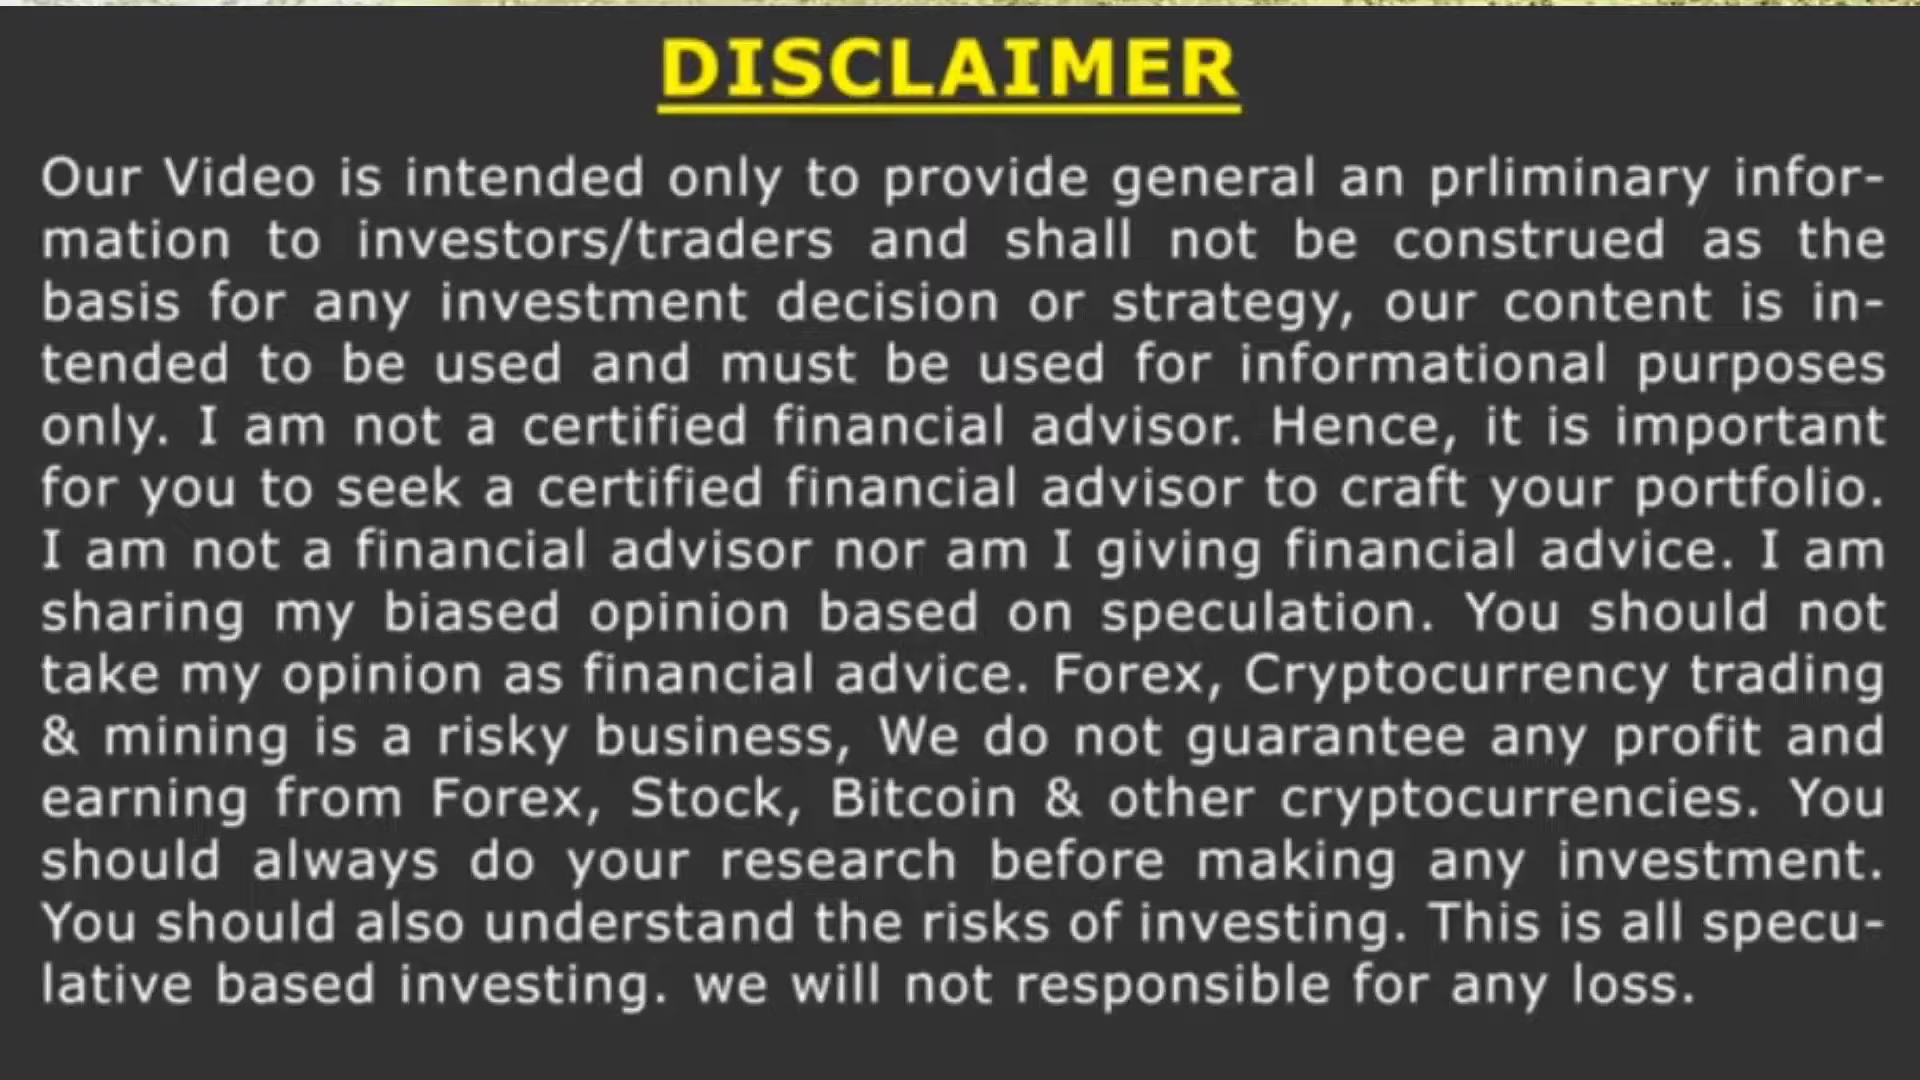 DISCLAIMER
Our Video is intended only to provide general an prliminary infor-
mation to investors/traders and shall not be construed as the
basis for any investment decision or strategy, our content is in-
tended to be used and must be used for informational purposes
only. I am not a certified financial advisor. Hence, it is important
for you to seek a certified financial advisor to craft your portfolio.
I am not a financial advisor nor am I giving financial advice. I am
sharing my biased opinion based on speculation. You should not
take my opinion as financial advice. Forex, Cryptocurrency trading
& mining is a risky business, We do not guarantee any profit and
earning from Forex, Stock, Bitcoin & other cryptocurrencies. You
should always do your research before making any investment.
You should also understand the risks of investing. This is all specu-
lative based investing. we will not responsible for any loss.